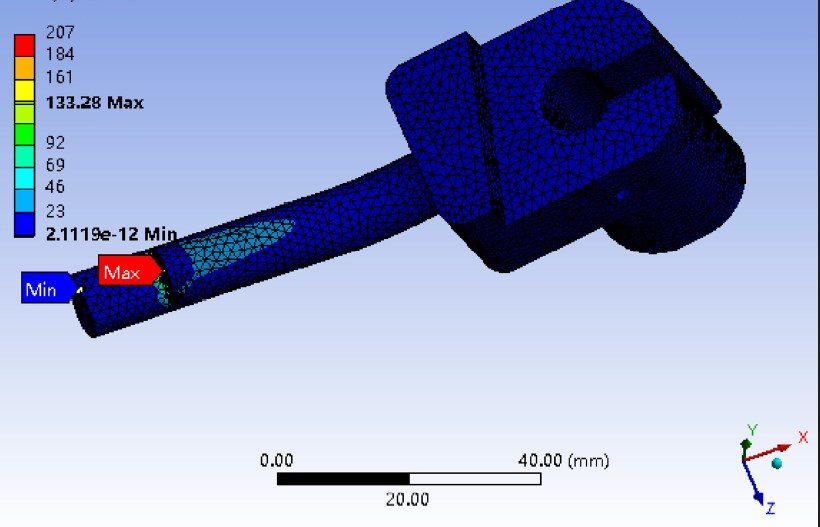 207
184
161
133.28 Max
92
69
46
23
2.1119e-12 Min
Max
Min
0.00
40.00 (mm)
20.00
Y
X
Z